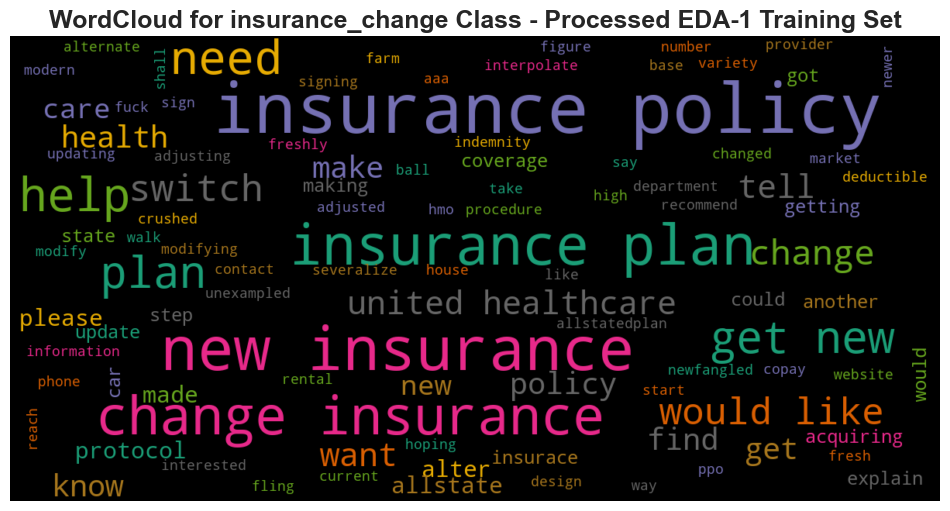 WordCloud for insurance_change Class - Processed EDA-1 Training Set
alternate
shall
need
farm
figure
number
provider
modern
signing
aaa
interpolate
base
variety
got
newer
care
fuck
sign
insurance policy
health
freshly
indemnity
updating
adjusting
make
ball
coverage
say
changed
market
deductible
help
switch
making
take
high
department
tell
crushed
adjusted
hmo
procedure
recommend
getting
state
walk
modify
modifying
insurance plan
change
plan
contact
severalize
house
like
unexampled
united healthcare
could
another
please
step
allstatedplan
update
new insurance
get new
information
newfangled
copay
website
would
phone
car
made
rental
new
policy
start
reach
change insurance
would like
protocol
hoping
find
get
acquiring
interested
want
alter
insurace
fresh
know
fling
current
allstate
design
way
ppo
explain